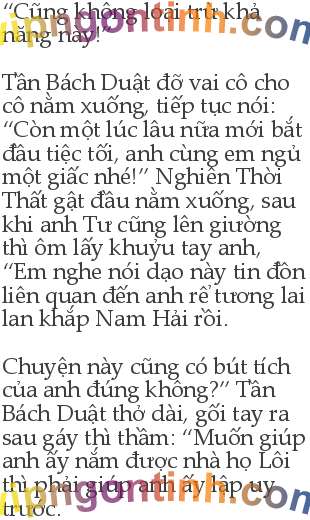 “Cũng không loại trừ khả
năng này!”
Tần Bách Duật đỡ vai cô cho
cô nằm xuống, tiếp tục nói:
“Còn một lúc lâu nữa mới bắt
đầu tiệc tối, anh cùng em ngủ
một giấc nhé!” Nghiên Thời
Thất gật đầu nằm xuống, sau
khi anh Tư cũng lên giường
thì ôm lấy khuỷu tay anh,
“Em nghe nói dạo này tin đồn
liên quan đến anh rể tương lai
lan khắp Nam Hải rồi.
Chuyện này cũng có bút tích
của anh đúng không?” Tần
Bách Duật thở dài, gối tay ra
sau gáy thì thầm: “Muốn giúp
anh ấy nắm được nhà họ Lôi
thì phải giúp anh ấy lập uy
trước.
vipngontinh.com
vipngontinh.com